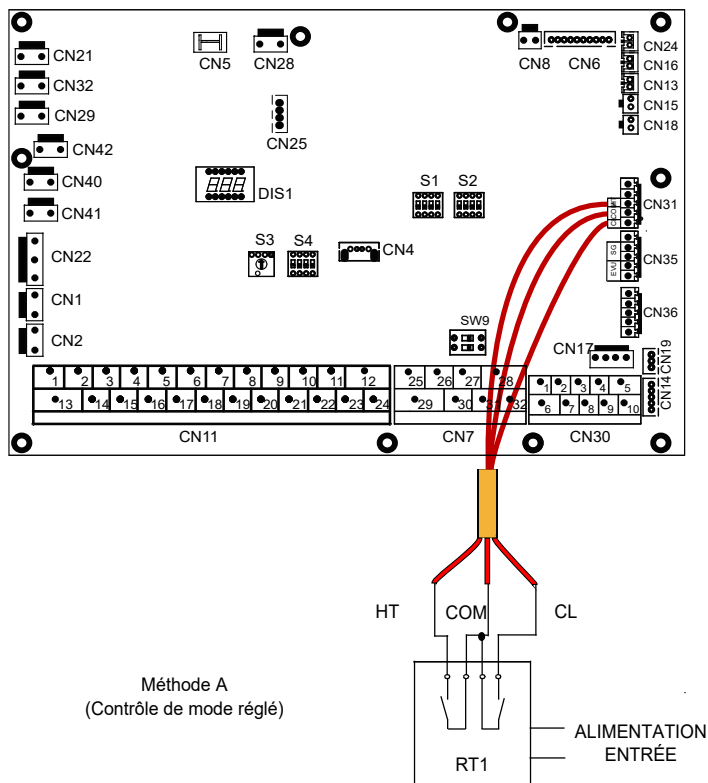 CN21
CN32
CN29
CN42
CN40
CN41
CN22
CN1
CN2
CN5
CN28
CN25
DIS1
S3
S4
CN4
S1
S2
SW9
CN8
CN6
CN24
CN16
CN13
CN15
CN18
CN31
CN35
SG
EVU
CN36
CN17
CN19
CN14
1 2 3 4 5 6 7 8 9 10 11 12
13 14 15 16 17 18 19 20 21 22 23 24
CN11
25 26 27 28
29 30 31 32
CN7
1 2 3 4 5
6 7 8 9 10
CN30
HT
COM
CL
Méthode A
(Contrôle de mode réglé)
RT1
ALIMENTATION
ENTRÉE